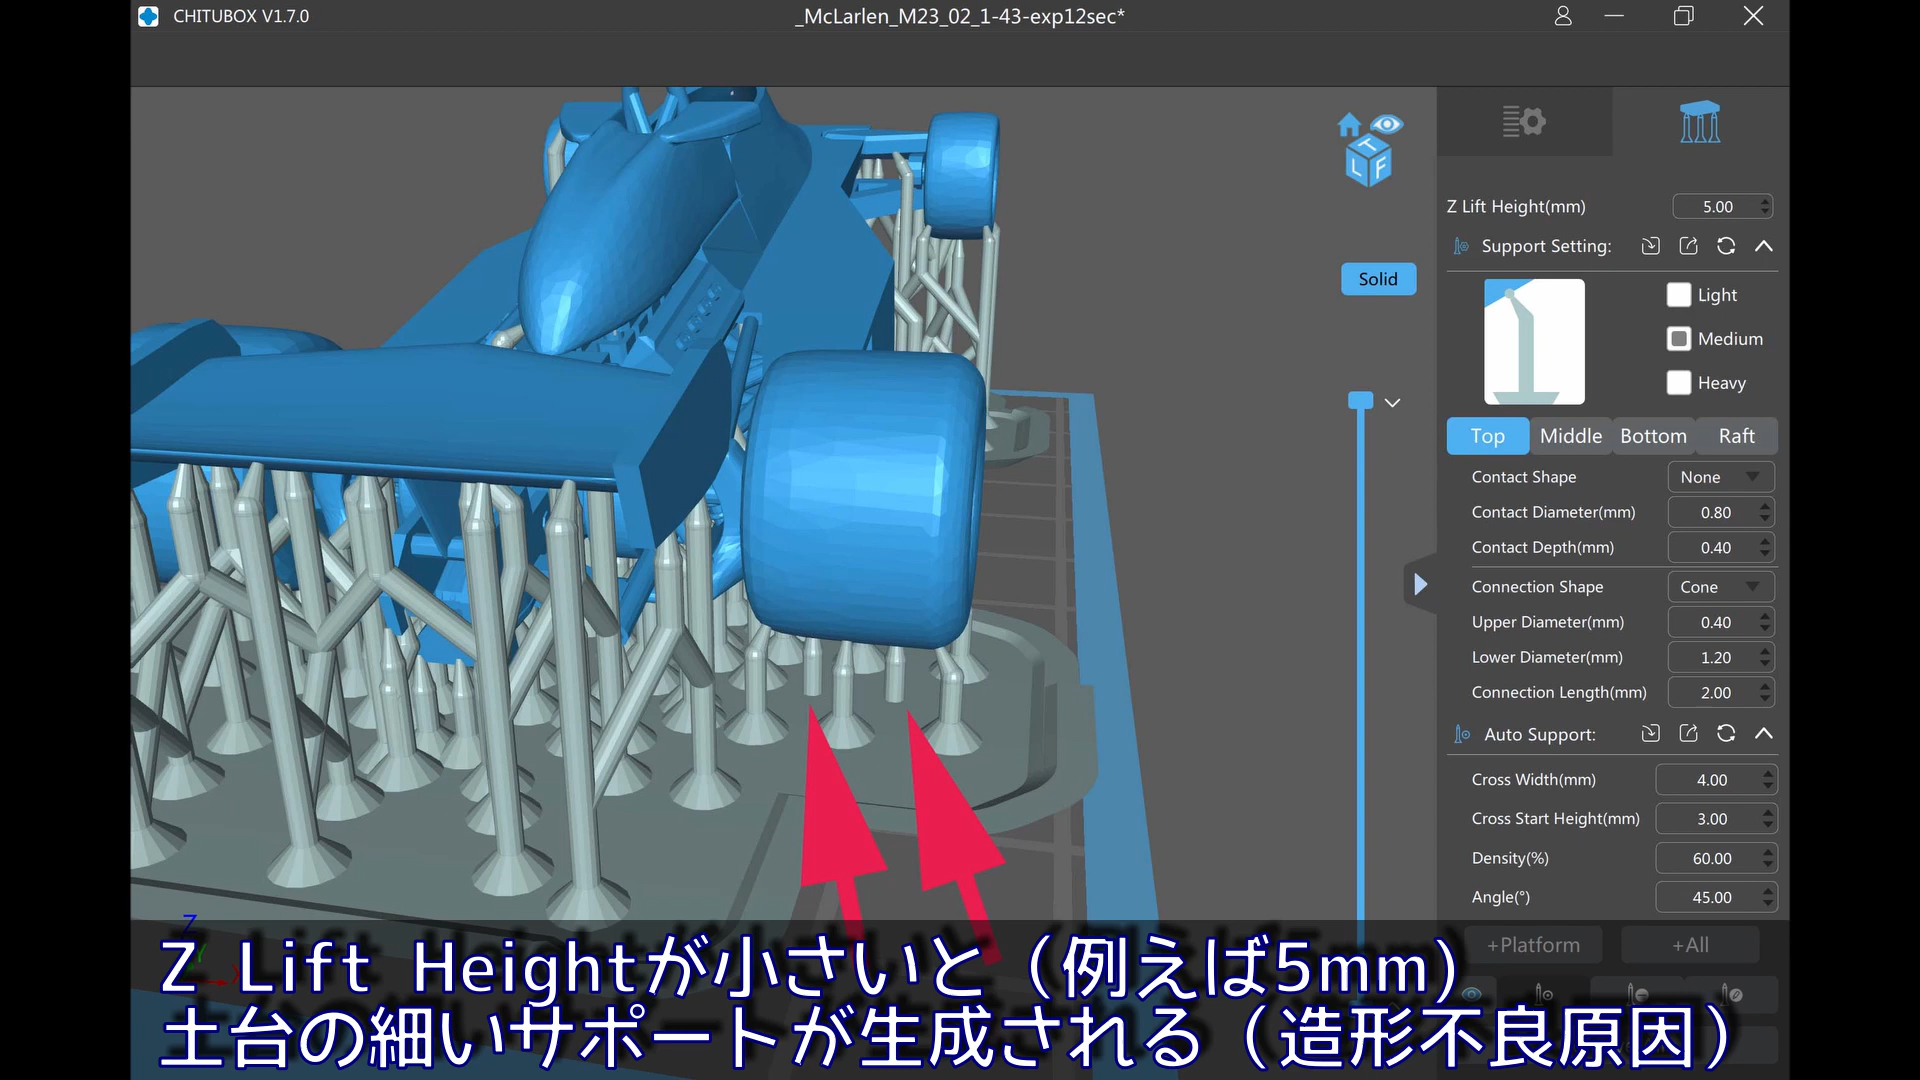 CHITUBOX V1.7.0
_McLarlen_M23_02_1-43-exp12sec*
Z Lift Height(mm) 5.00
Support Setting:
Light
Medium
Heavy
Solid
T
L F
Top Middle Bottom Raft
Contact Shape None
Contact Diameter(mm) 0.80
Contact Depth(mm) 0.40
Connection Shape Cone
Upper Diameter(mm) 0.40
Lower Diameter(mm) 1.20
Connection Length(mm) 2.00
Auto Support:
Cross Width(mm) 4.00
Cross Start Height(mm) 3.00
Density(%) 60.00
Angle(°) 45.00
+Platform +All
Z
Y
Z Lift Heightが小さいと（例えば5mm）
土台の細いサポートが生成される（造形不良原因）